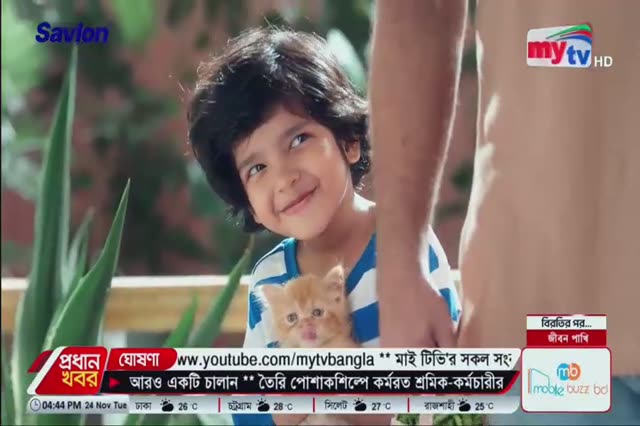 Savlon
mytv HD
বিরতির পর...
জীবন পাখি
প্রধান খবর
ঘোষণা
www.youtube.com/mytvbangla ** মাই টিভি'র সকল সংব
আরও একটি চালান ** তৈরি পোশাকশিল্পে কর্মরত শ্রমিক-কর্মচারীর
mb
mobile buzz bd
04:44 PM 24 Nov Tue ঢাকা 26°C চট্টগ্রাম 28°C সিলেট 27°C রাজশাহী 25°C